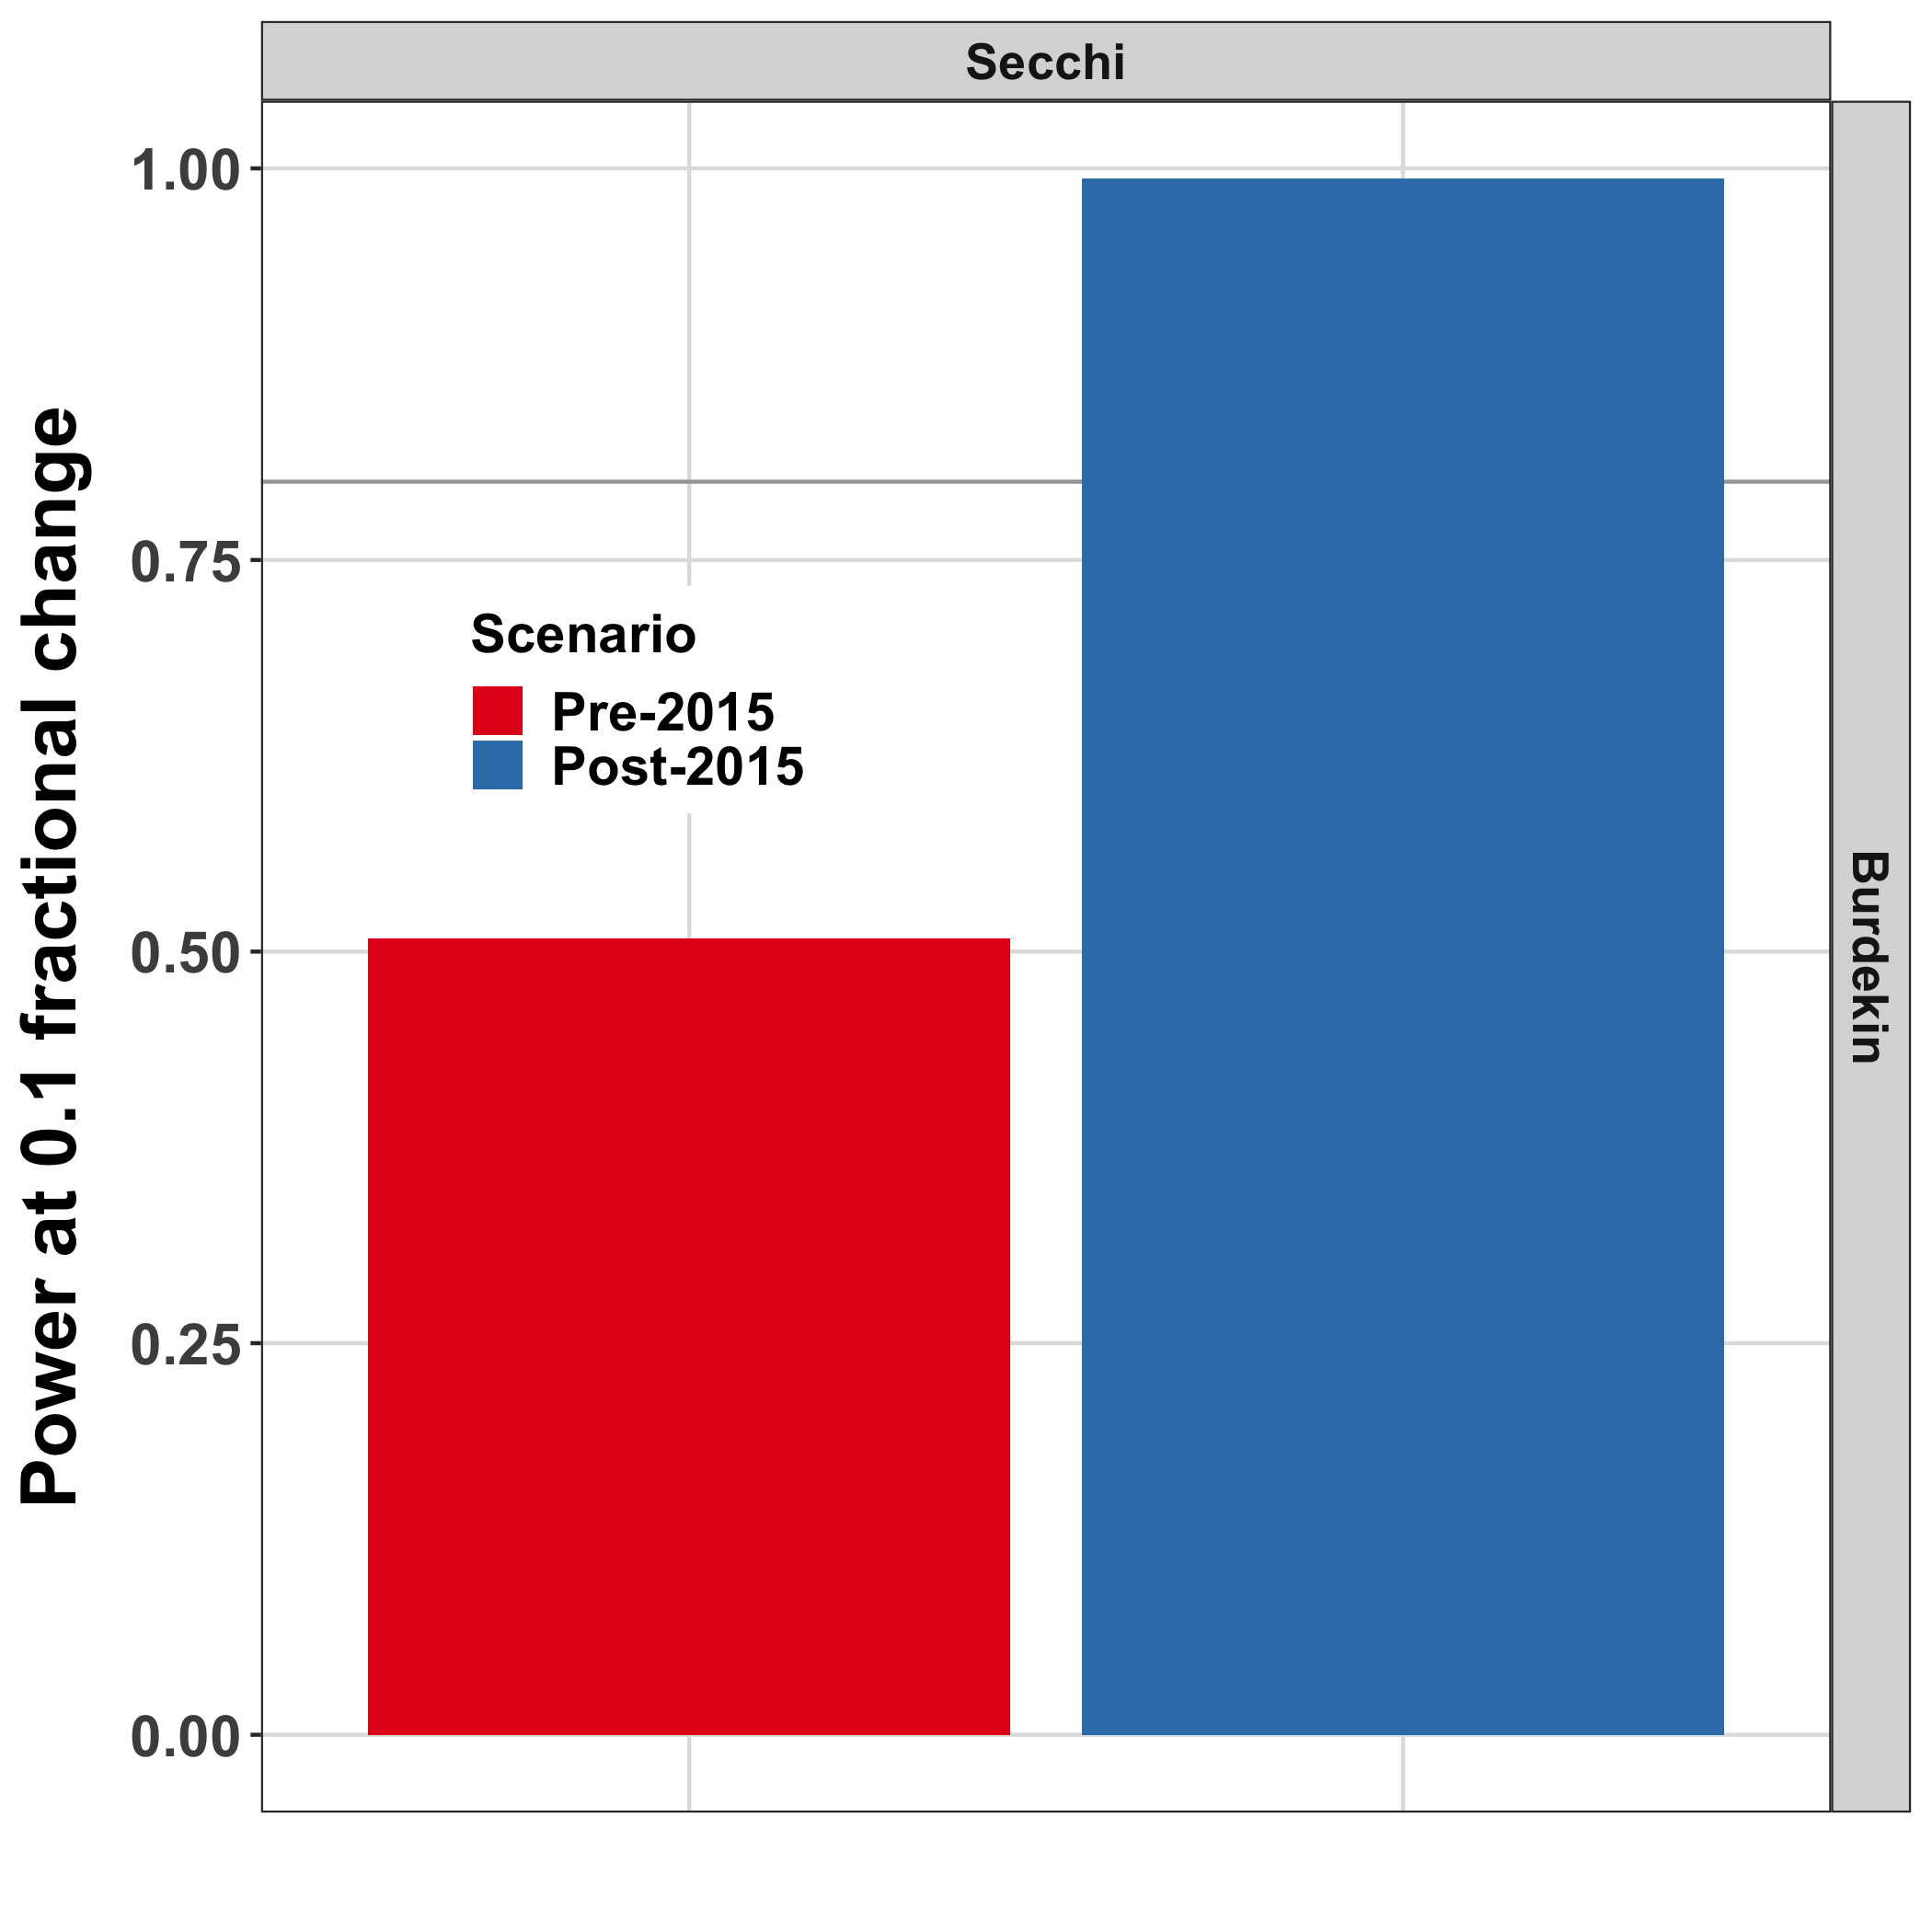 Secchi
Power at 0.1 fractional change
1.00
0.75
0.50
0.25
0.00
Scenario
Pre-2015
Post-2015
Burdekin